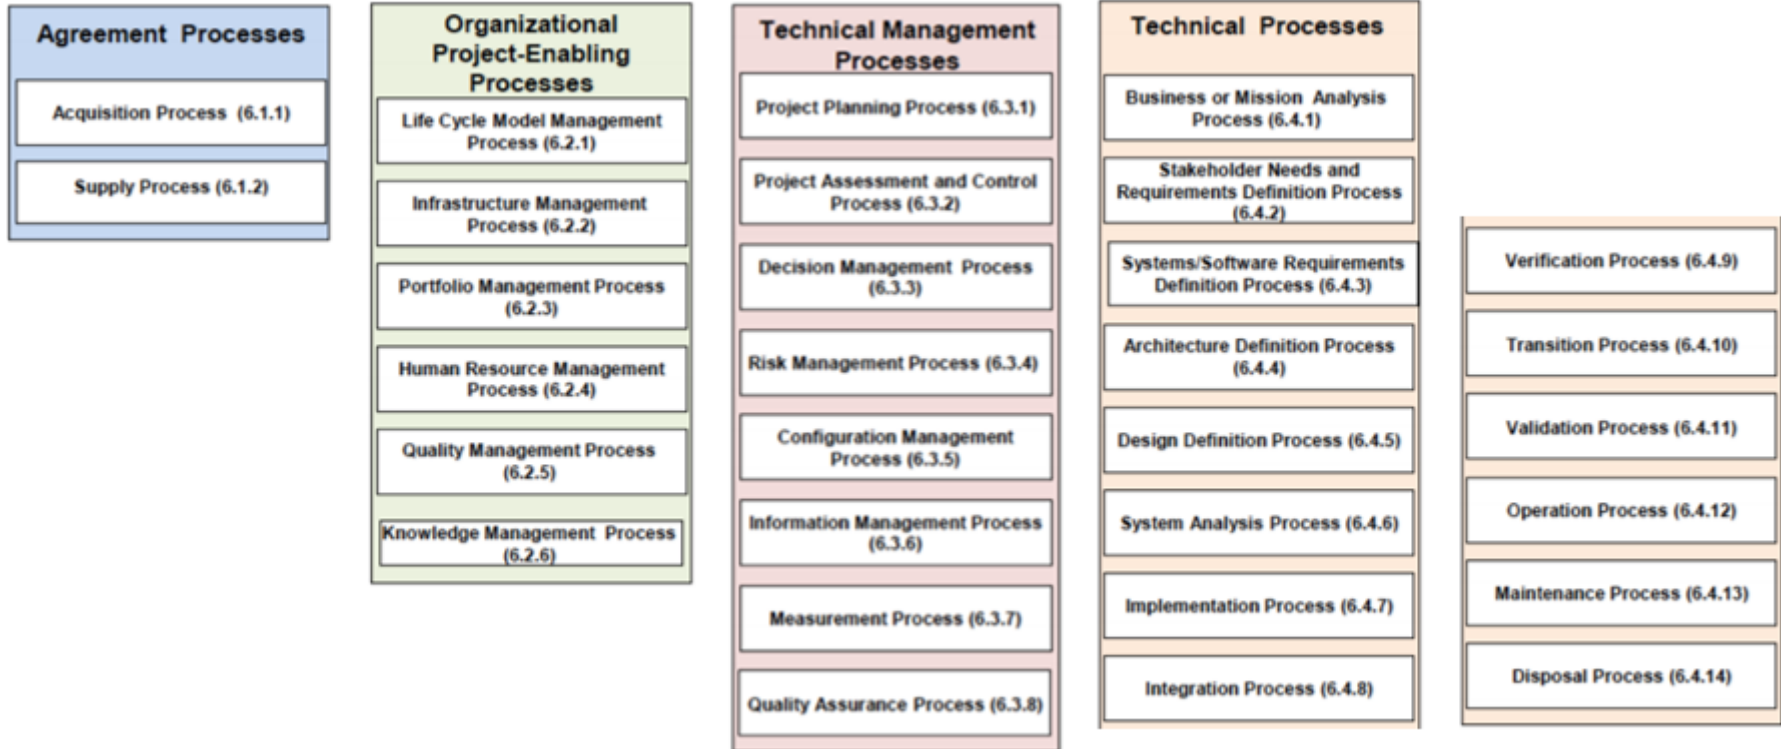 Agreement Processes
Acquisition Process (6.1.1)
Supply Process (6.1.2)
Organizational
Project-Enabling
Processes
Life Cycle Model Management
Process (6.2.1)
Infrastructure Management
Process (6.2.2)
Portfolio Management Process
(6.2.3)
Human Resource Management
Process (6.2.4)
Quality Management Process
(6.2.5)
Knowledge Management Process
(6.2.6)
Technical Management
Processes
Project Planning Process (6.3.1)
Project Assessment and Control
Process (6.3.2)
Decision Management Process
(6.3.3)
Risk Management Process (6.3.4)
Configuration Management
Process (6.3.5)
Information Management Process
(6.3.6)
Measurement Process (6.3.7)
Quality Assurance Process (6.3.8)
Technical Processes
Business or Mission Analysis
Process (6.4.1)
Stakeholder Needs and
Requirements Definition Process
(6.4.2)
Systems/Software Requirements
Definition Process (6.4.3)
Architecture Definition Process
(6.4.4)
Design Definition Process (6.4.5)
System Analysis Process (6.4.6)
Implementation Process (6.4.7)
Integration Process (6.4.8)
Verification Process (6.4.9)
Transition Process (6.4.10)
Validation Process (6.4.11)
Operation Process (6.4.12)
Maintenance Process (6.4.13)
Disposal Process (6.4.14)